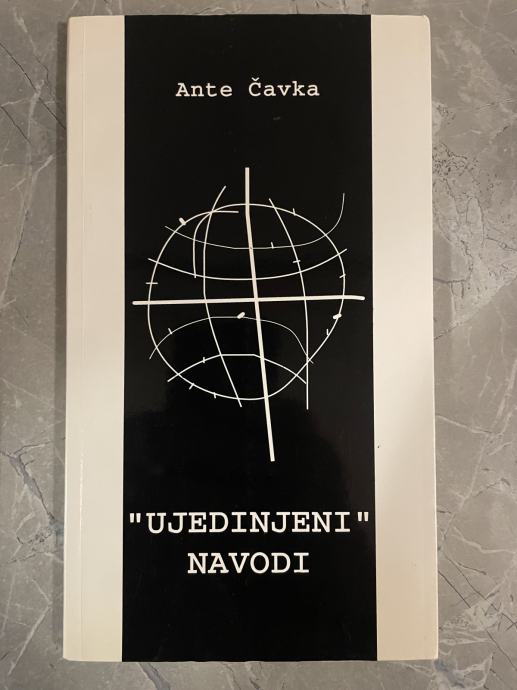 Ante Čavka
"UJEDINJENI"
NAVODI